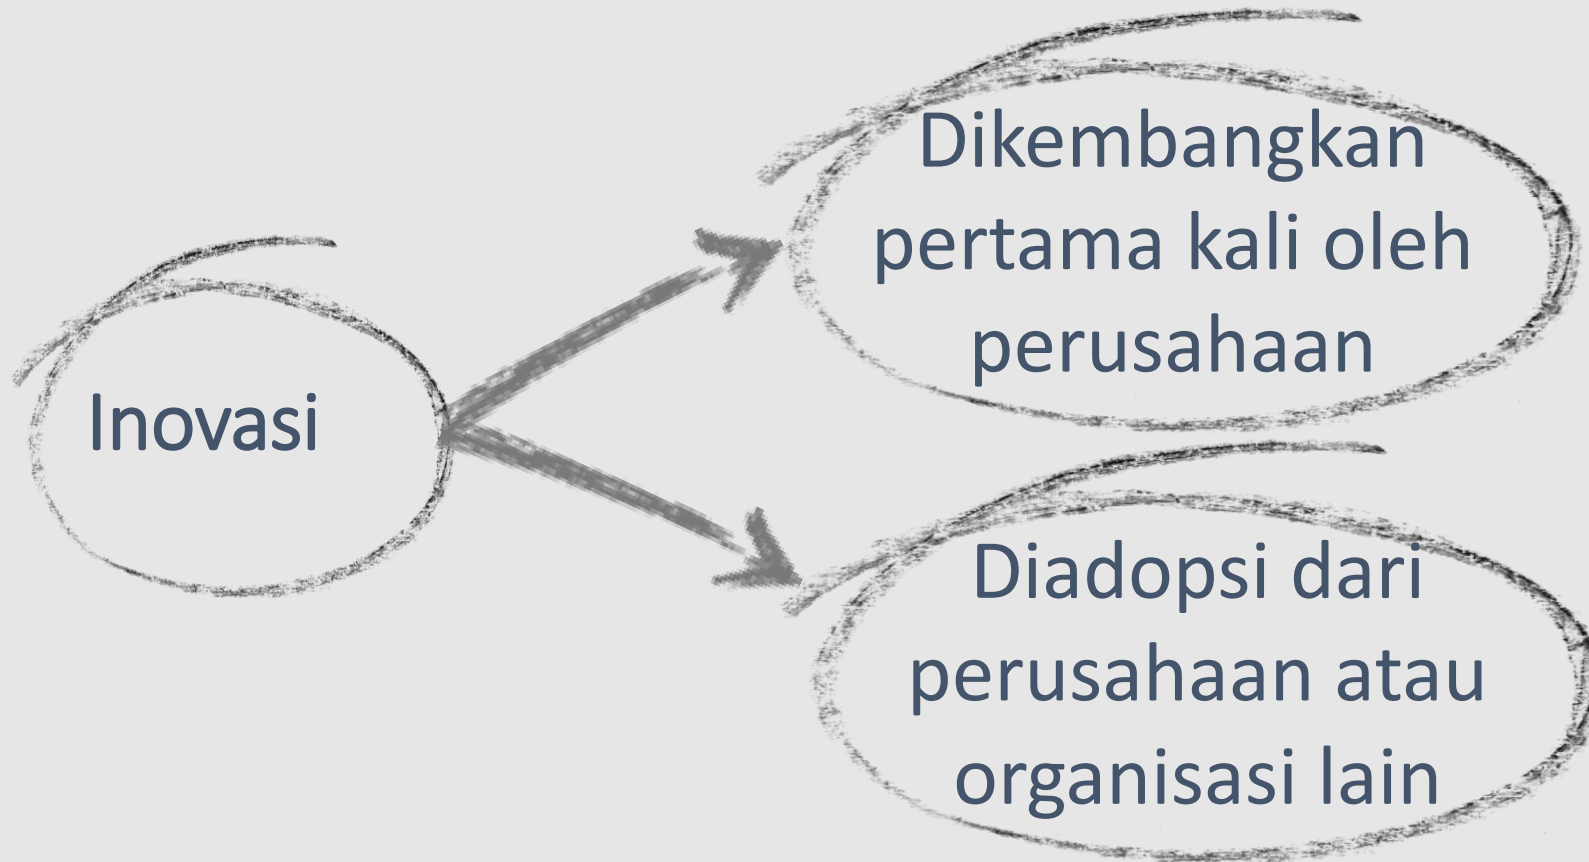 Inovasi
Dikembangkan
pertama kali oleh
perusahaan
Diadopsi dari
perusahaan atau
organisasi lain